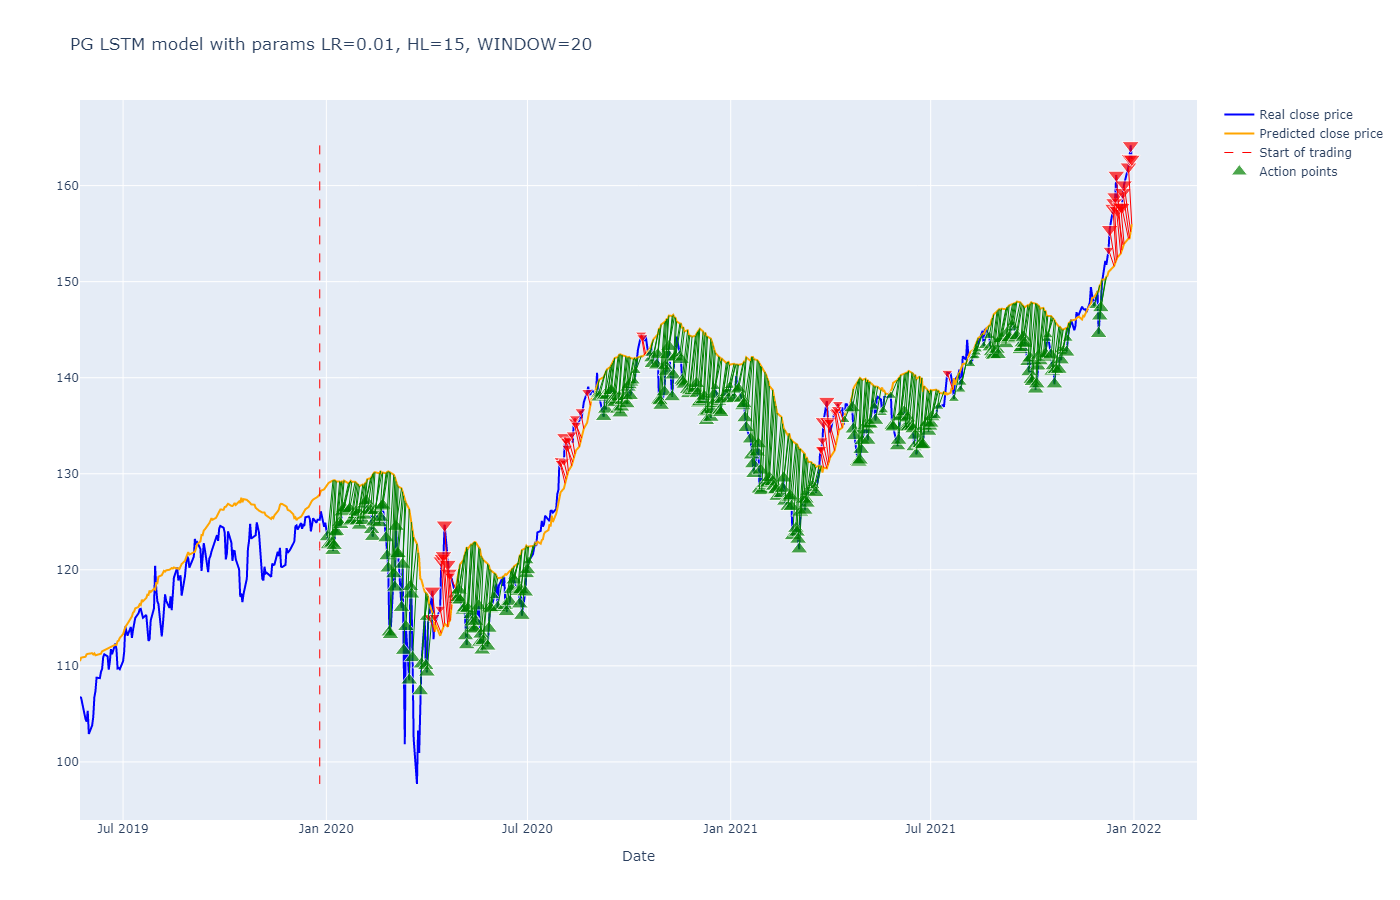 PG LSTM model with params LR=0.01, HL=15, WINDOW=20
Real close price
Predicted close price
Start of trading
Action points
160
150
140
130
120
110
100
Jul 2019
Jan 2020
Jul 2020
Jan 2021
Jul 2021
Jan 2022
Date